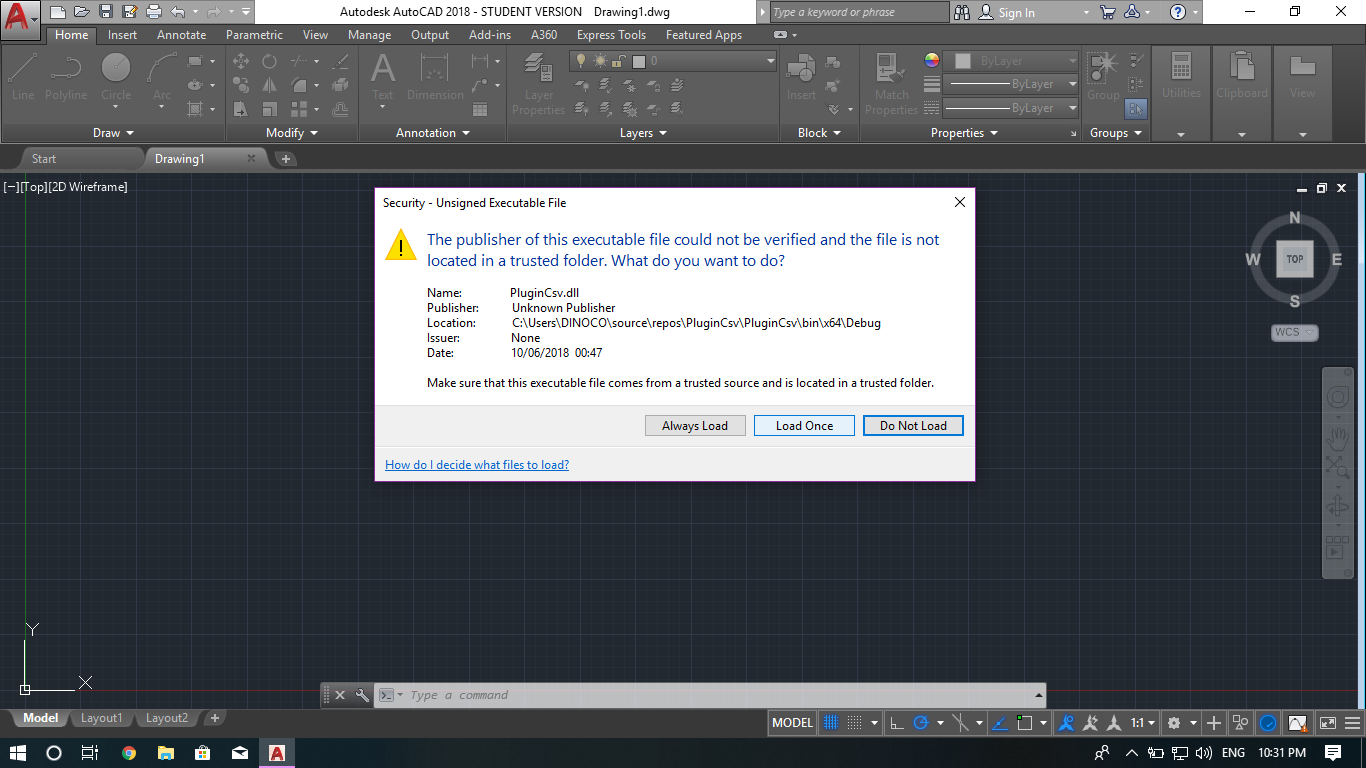 Autodesk AutoCAD 2018 - STUDENT VERSION Drawing1.dwg
Type a keyword or phrase
Sign In
Home Insert Annotate Parametric View Manage Output Add-ins A360 Express Tools Featured Apps
Line Polyline Circle Arc
Text Dimension
Layer
Properties
0
Insert
Match
Properties
ByLayer
ByLayer
ByLayer
Group
Utilities
Clipboard
View
Draw Modify Annotation Layers Block Properties Groups
Start Drawing1
[−][Top][2D Wireframe]
Security - Unsigned Executable File
The publisher of this executable file could not be verified and the file is not
located in a trusted folder. What do you want to do?
Name: PluginCsv.dll
Publisher: Unknown Publisher
Location: C:\Users\DINOCO\source\repos\PluginCsv\PluginCsv\bin\x64\Debug
Issuer: None
Date: 10/06/2018 00:47
Make sure that this executable file comes from a trusted source and is located in a trusted folder.
Always Load Load Once Do Not Load
How do I decide what files to load?
N
W TOP E
S
WCS
Y
X
Type a command
Model Layout1 Layout2
MODEL
1:1
ENG 10:31 PM